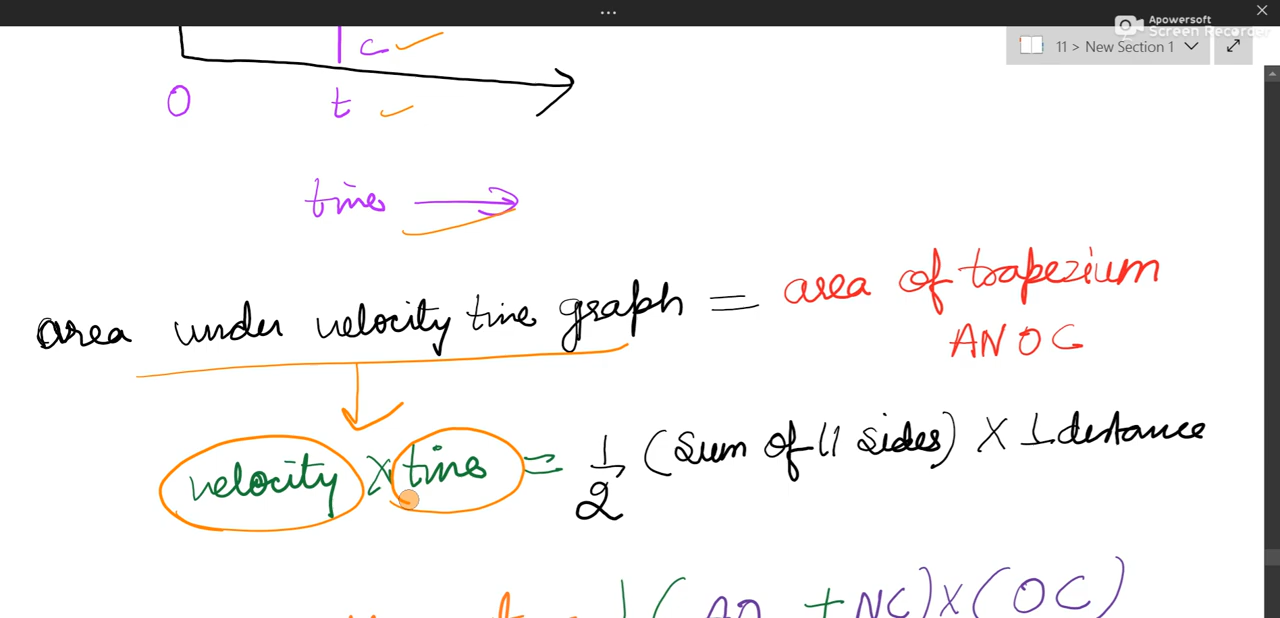 ...
Apowersoft
Screen Recorder
11 > New Section 1
C
O t
time
area under velocity time graph = area of trapezium
ANOC
velocity X time = 1/2 (Sum of || sides) X ⊥ distance
+ NC) X (OC)